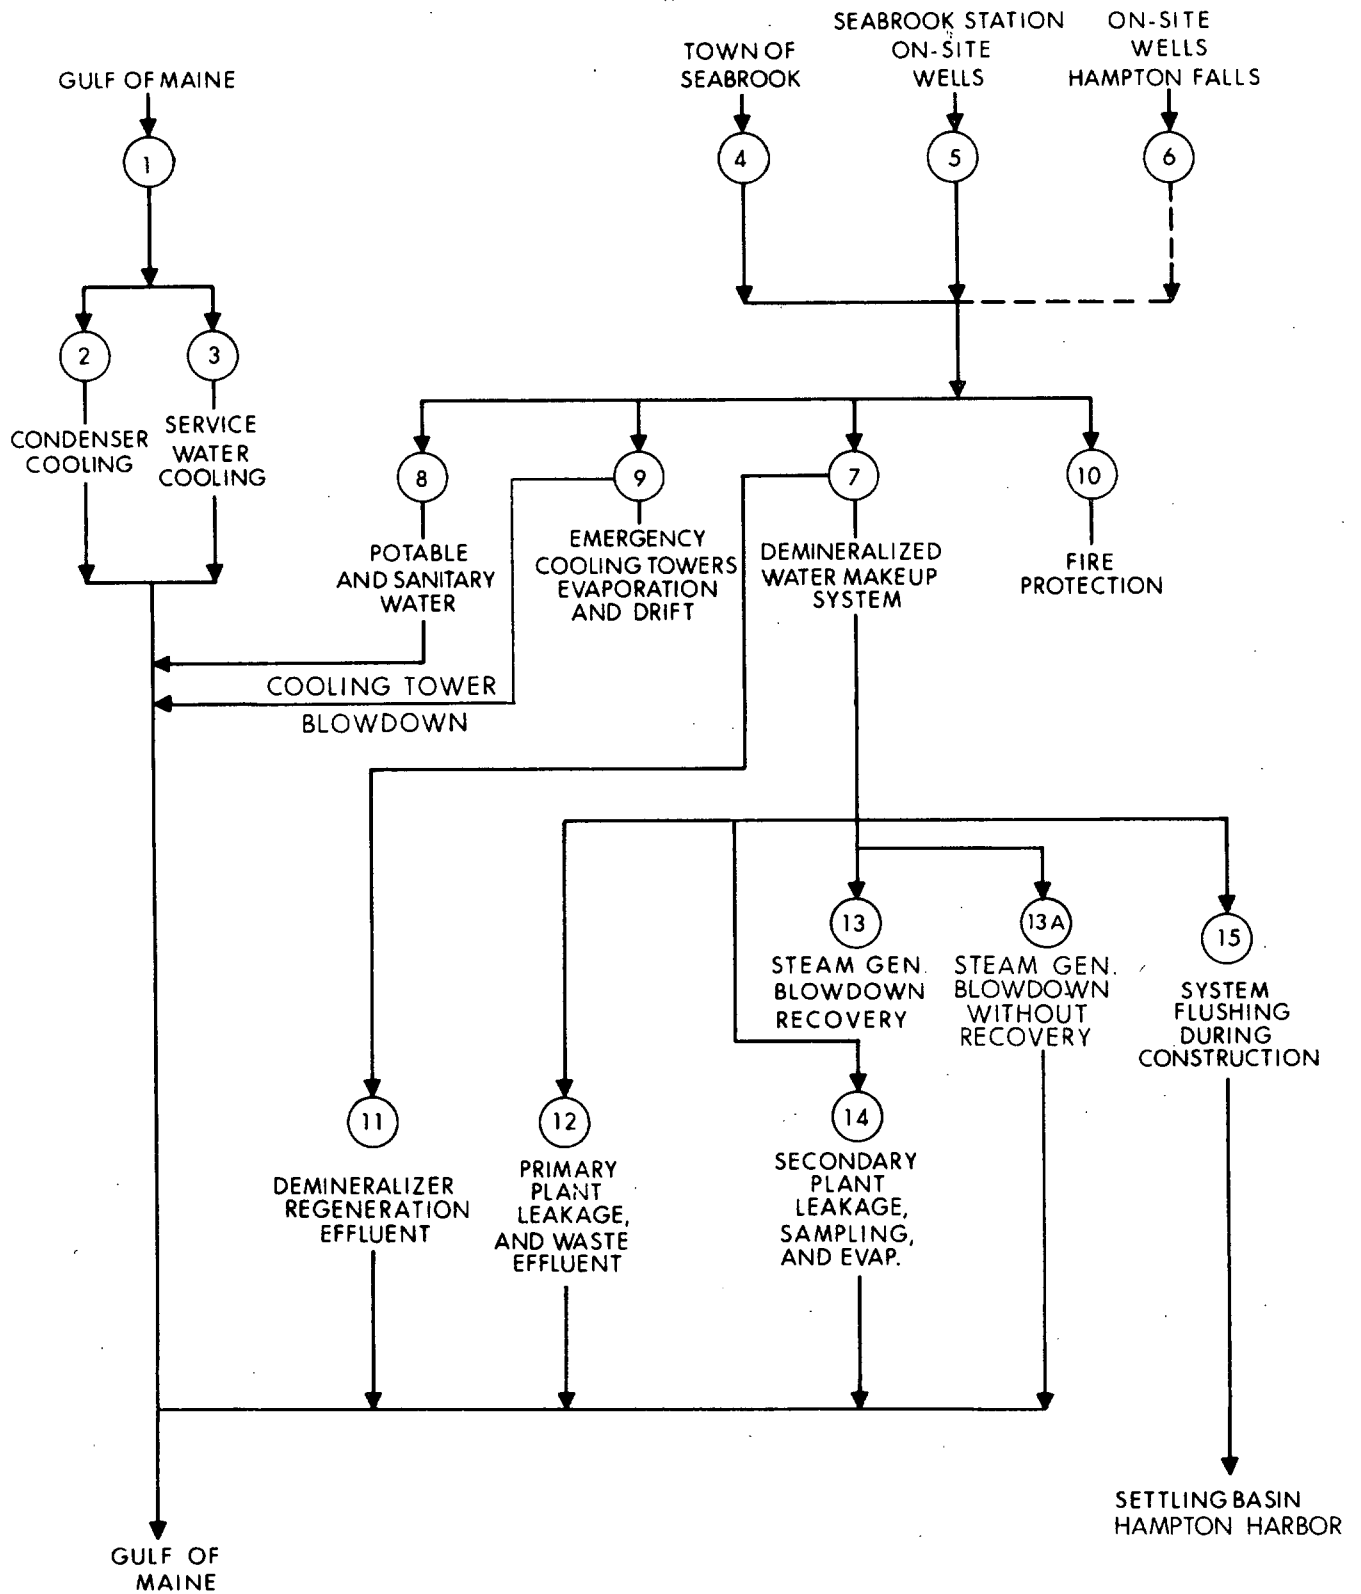 GULF OF MAINE
1
2
3
CONDENSER
COOLING
SERVICE
WATER
COOLING
TOWN OF
SEABROOK
4
SEABROOK STATION
ON-SITE
WELLS
5
ON-SITE
WELLS
HAMPTON FALLS
6
8
POTABLE
AND SANITARY
WATER
9
EMERGENCY
COOLING TOWERS
EVAPORATION
AND DRIFT
7
DEMINERALIZED
WATER MAKEUP
SYSTEM
10
FIRE
PROTECTION
COOLING TOWER
BLOWDOWN
13
STEAM GEN.
BLOWDOWN
RECOVERY
13A
STEAM GEN.
BLOWDOWN
WITHOUT
RECOVERY
15
SYSTEM
FLUSHING
DURING
CONSTRUCTION
11
DEMINERALIZER
REGENERATION
EFFLUENT
12
PRIMARY
PLANT
LEAKAGE,
AND WASTE
EFFLUENT
14
SECONDARY
PLANT
LEAKAGE,
SAMPLING,
AND EVAP.
SETTLING BASIN
HAMPTON HARBOR
GULF OF
MAINE